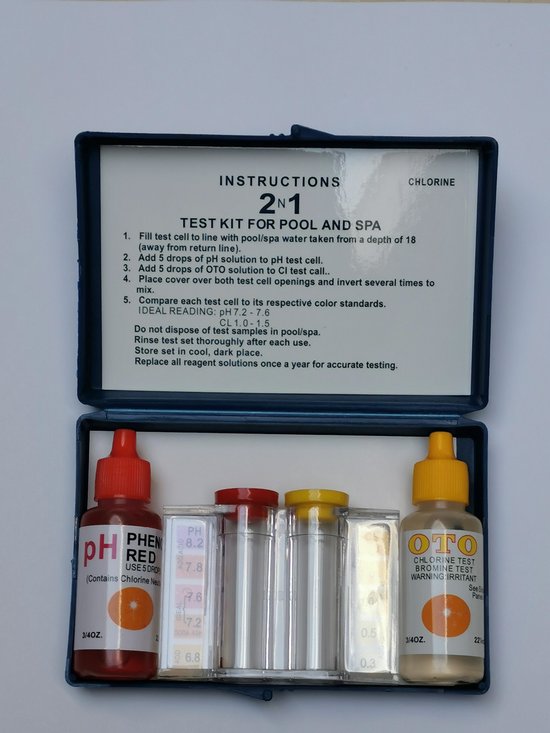 INSTRUCTIONS
CHLORINE
2 N 1
TEST KIT FOR POOL AND SPA
1. Fill test cell to line with pool/spa water taken from a depth of 18
(away from return line).
2. Add 5 drops of pH solution to pH test cell.
3. Add 5 drops of OTO solution to Cl test call..
4. Place cover over both test cell openings and invert several times to
mix.
5. Compare each test cell to its respective color standards.
IDEAL READING: pH 7.2 - 7.6
CL 1.0 - 1.5
Do not dispose of test samples in pool/spa.
Rinse test set thoroughly after each use.
Store set in cool, dark place.
Replace all reagent solutions once a year for accurate testing.
pH
RED
USE 5
(Contains Chlorine
3/4OZ.
PH
8.2
7.8
7.6
7.2
6.8
IDEAL
0.5
0.3
OTO
CHLORINE TEST
BROMINE TEST
WARNING:IRRITANT
See
3/4OZ.